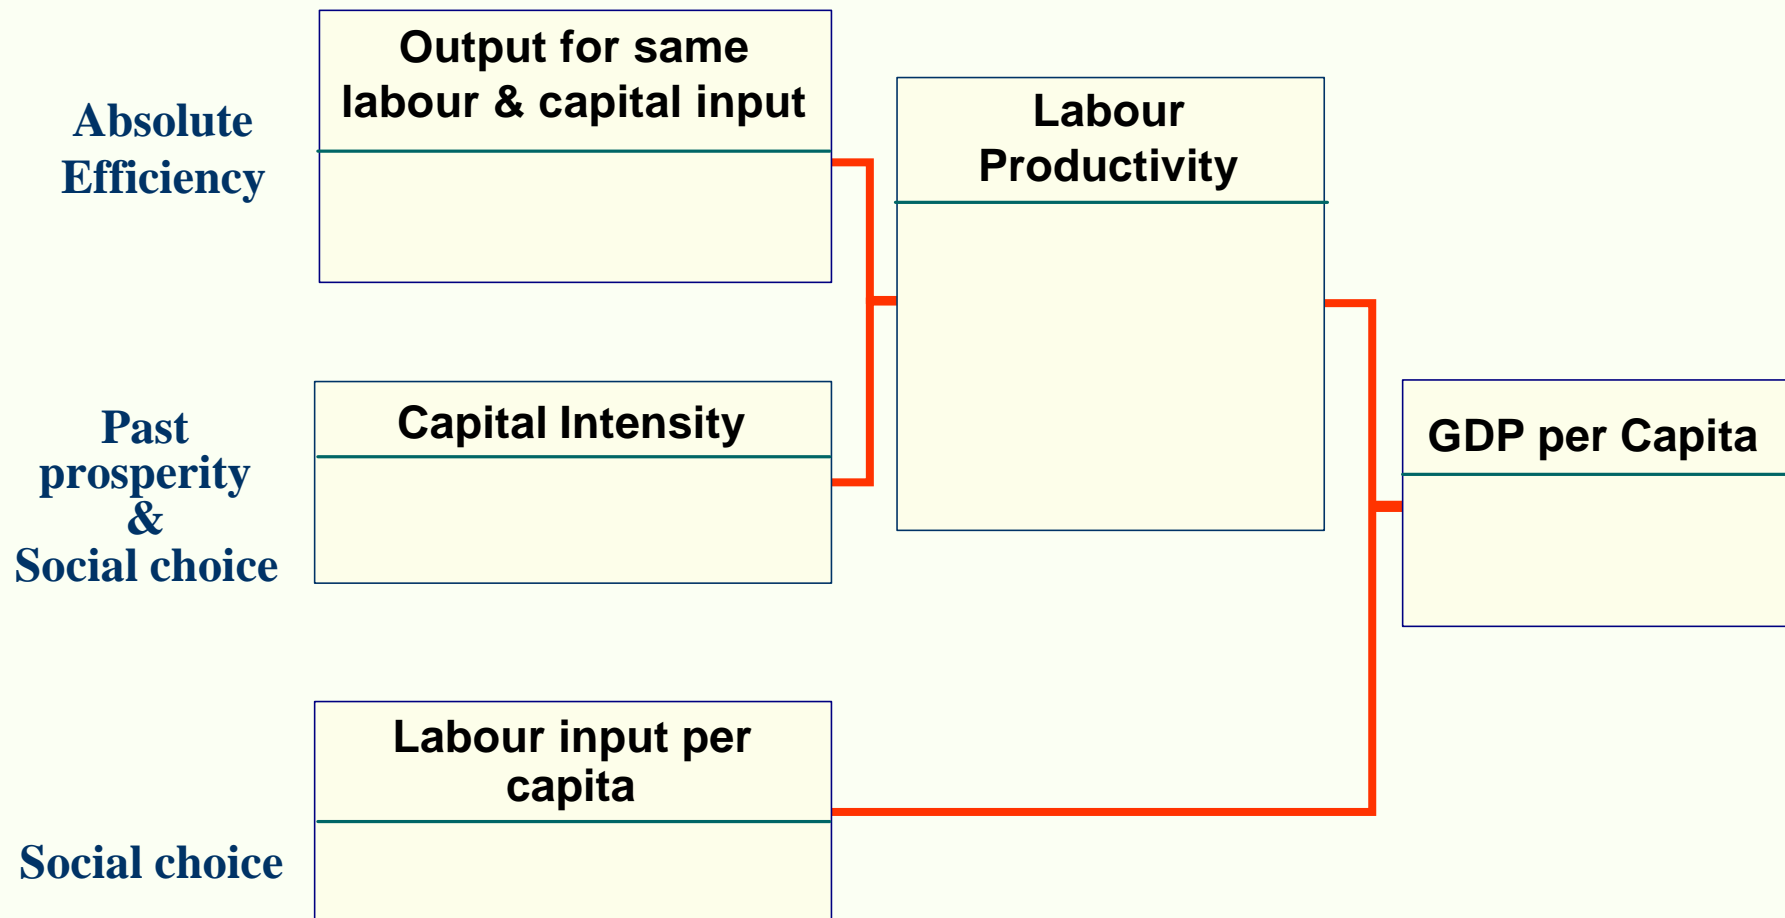 Output for same
labour & capital input
Absolute
Efficiency
Labour
Productivity
Past
prosperity
&
Social choice
Capital Intensity
GDP per Capita
Labour input per
capita
Social choice